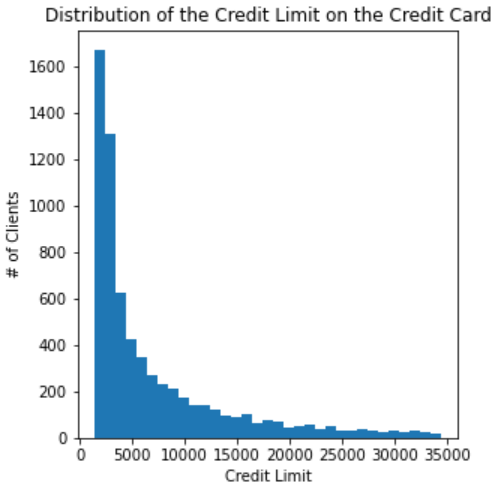 Distribution of the Credit Limit on the Credit Card
1600
1400
1200
1000
800
600
400
200
0
# of Clients
0 5000 10000 15000 20000 25000 30000 35000
Credit Limit